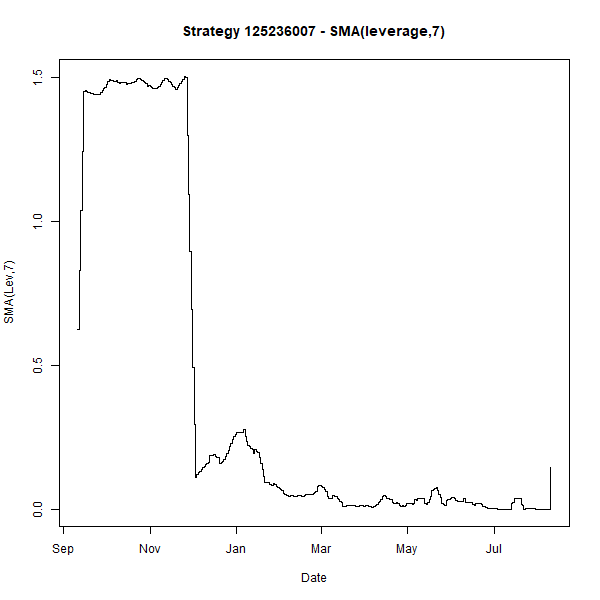 Strategy 125236007 - SMA(leverage,7)
SMA(Lev,7)
1.5
1.0
0.5
0.0
Sep Nov Jan Mar May Jul
Date